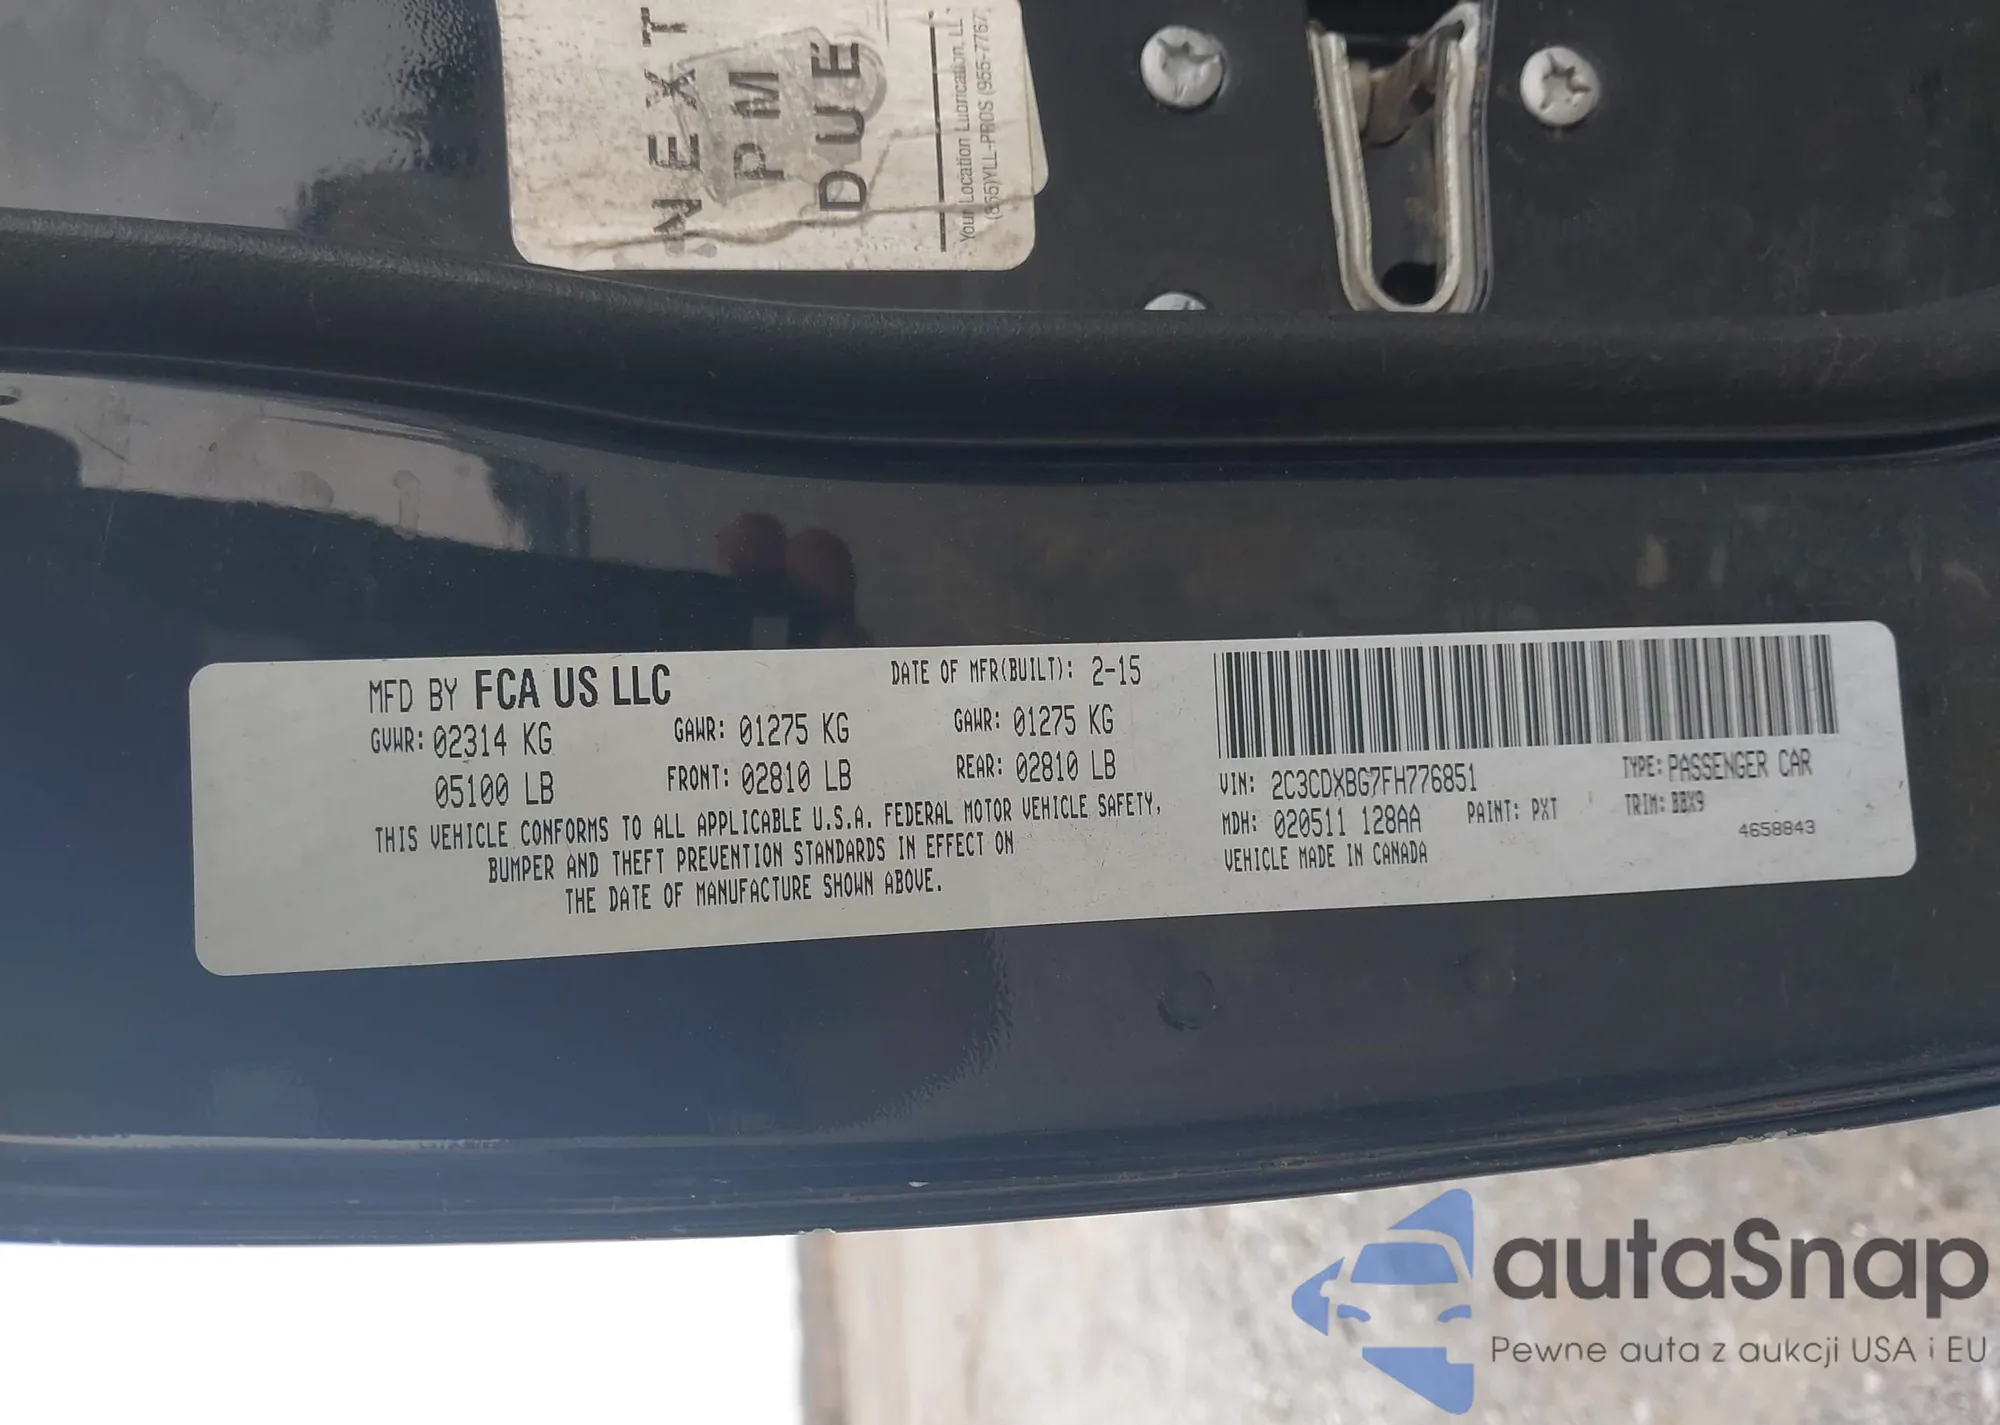 NEXT
PM
DUE
Your Location Lubrication, LL
(855)YLL-PROS (955-7767)
MFD BY FCA US LLC
DATE OF MFR(BUILT): 2-15
GVWR: 02314 KG
GAWR: 01275 KG
GAWR: 01275 KG
05100 LB
FRONT: 02810 LB
REAR: 02810 LB
THIS VEHICLE CONFORMS TO ALL APPLICABLE U.S.A. FEDERAL MOTOR VEHICLE SAFETY,
BUMPER AND THEFT PREVENTION STANDARDS IN EFFECT ON
THE DATE OF MANUFACTURE SHOWN ABOVE.
VIN: 2C3CDXBG7FH776851
TYPE: PASSENGER CAR
MDH: 020511 128AA
PAINT: PXT
TRIM: BBX9
VEHICLE MADE IN CANADA
4658843
autaSnap
Pewne auta z aukcji USA i EU